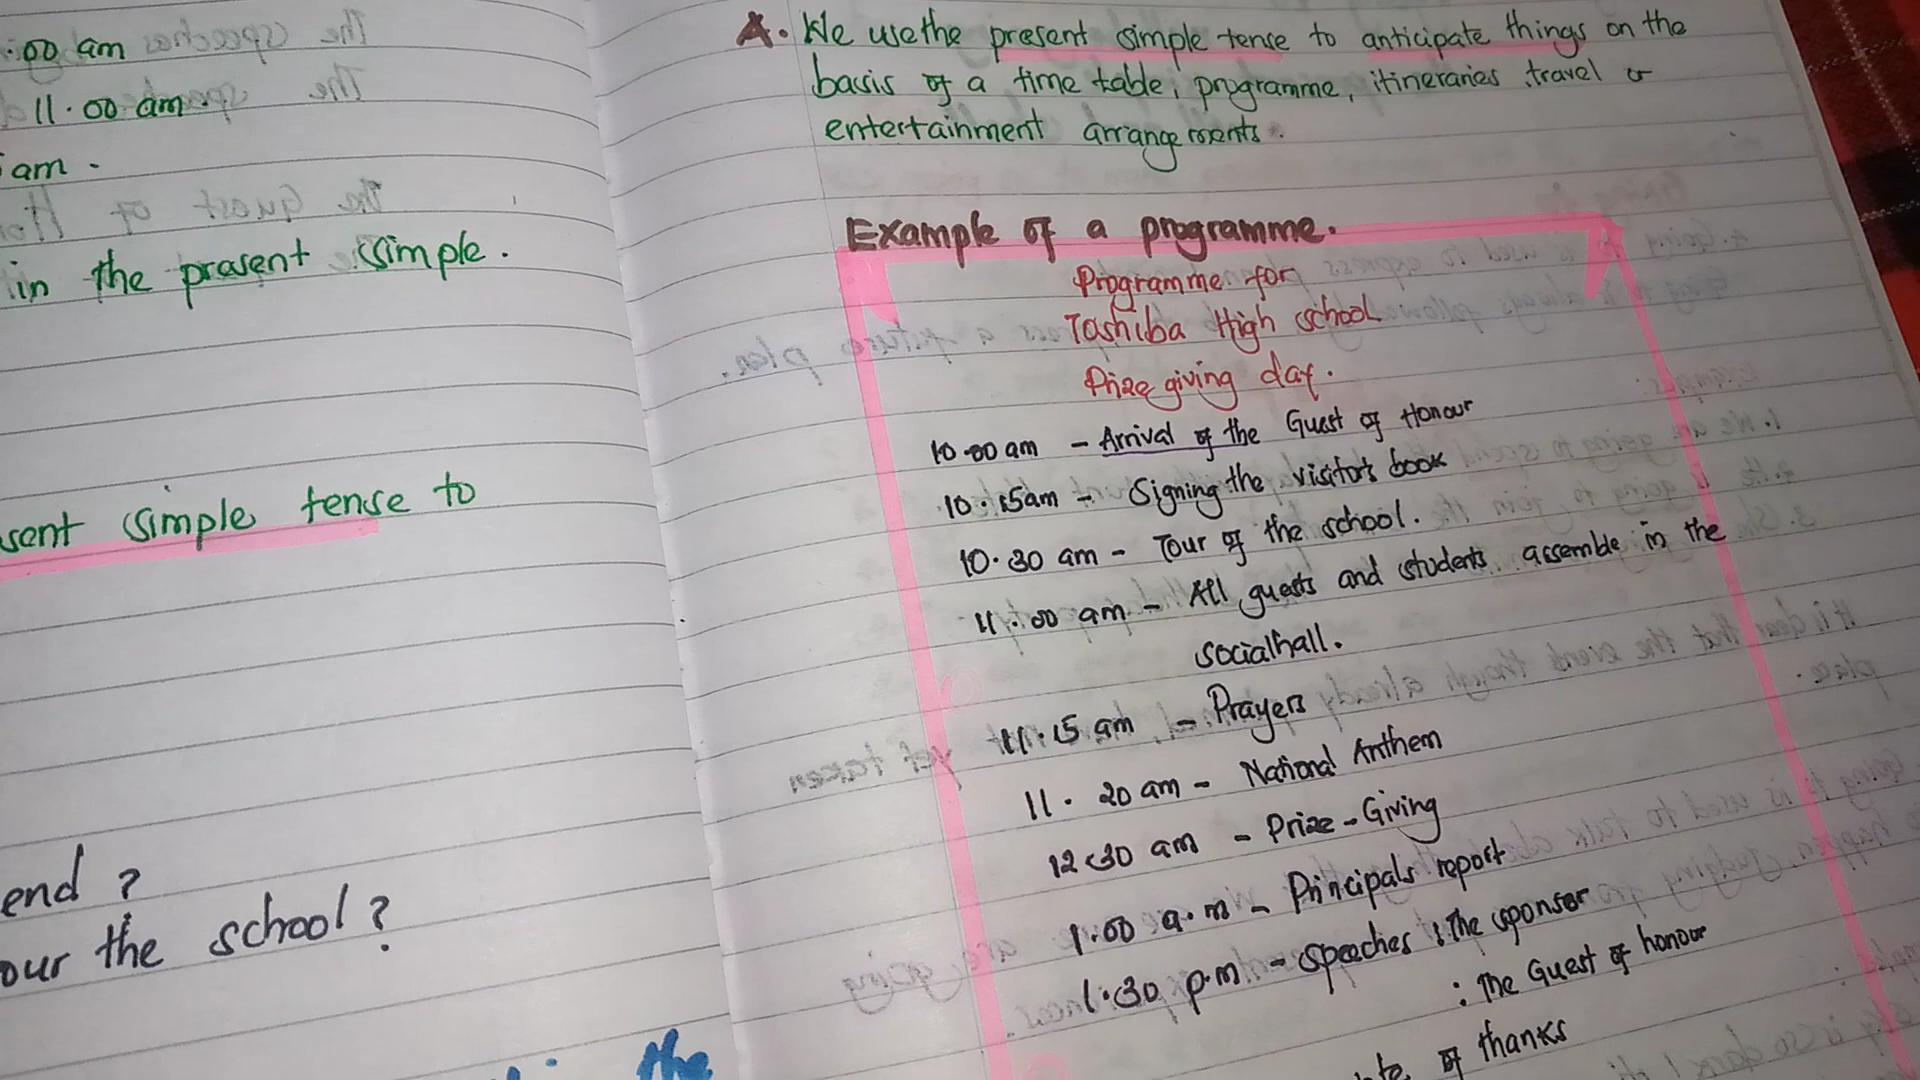 .00 am
11.00 am.
am.
in the present simple.
sent simple tense to
end ?
our the school ?
the
A. We use the present simple tense to anticipate things on the
basis of a time table, programme, itineraries travel or
entertainment arrangements.
Example of a programme.
Programme for
Toshiba High school
Prize giving day.
10.00 am - Arrival of the Guest of Honour
10.15am - Signing the visitors book
10.30 am - Tour of the school.
11.00 am - All guests and students assemble in the
socialhall.
11.15 am - Prayers
11.20 am - National Anthem
12.30 am - Prize-Giving
1.00 a.m - Principals report
1.30 p.m - speeches : The sponsor
: The Guest of honour
of thanks